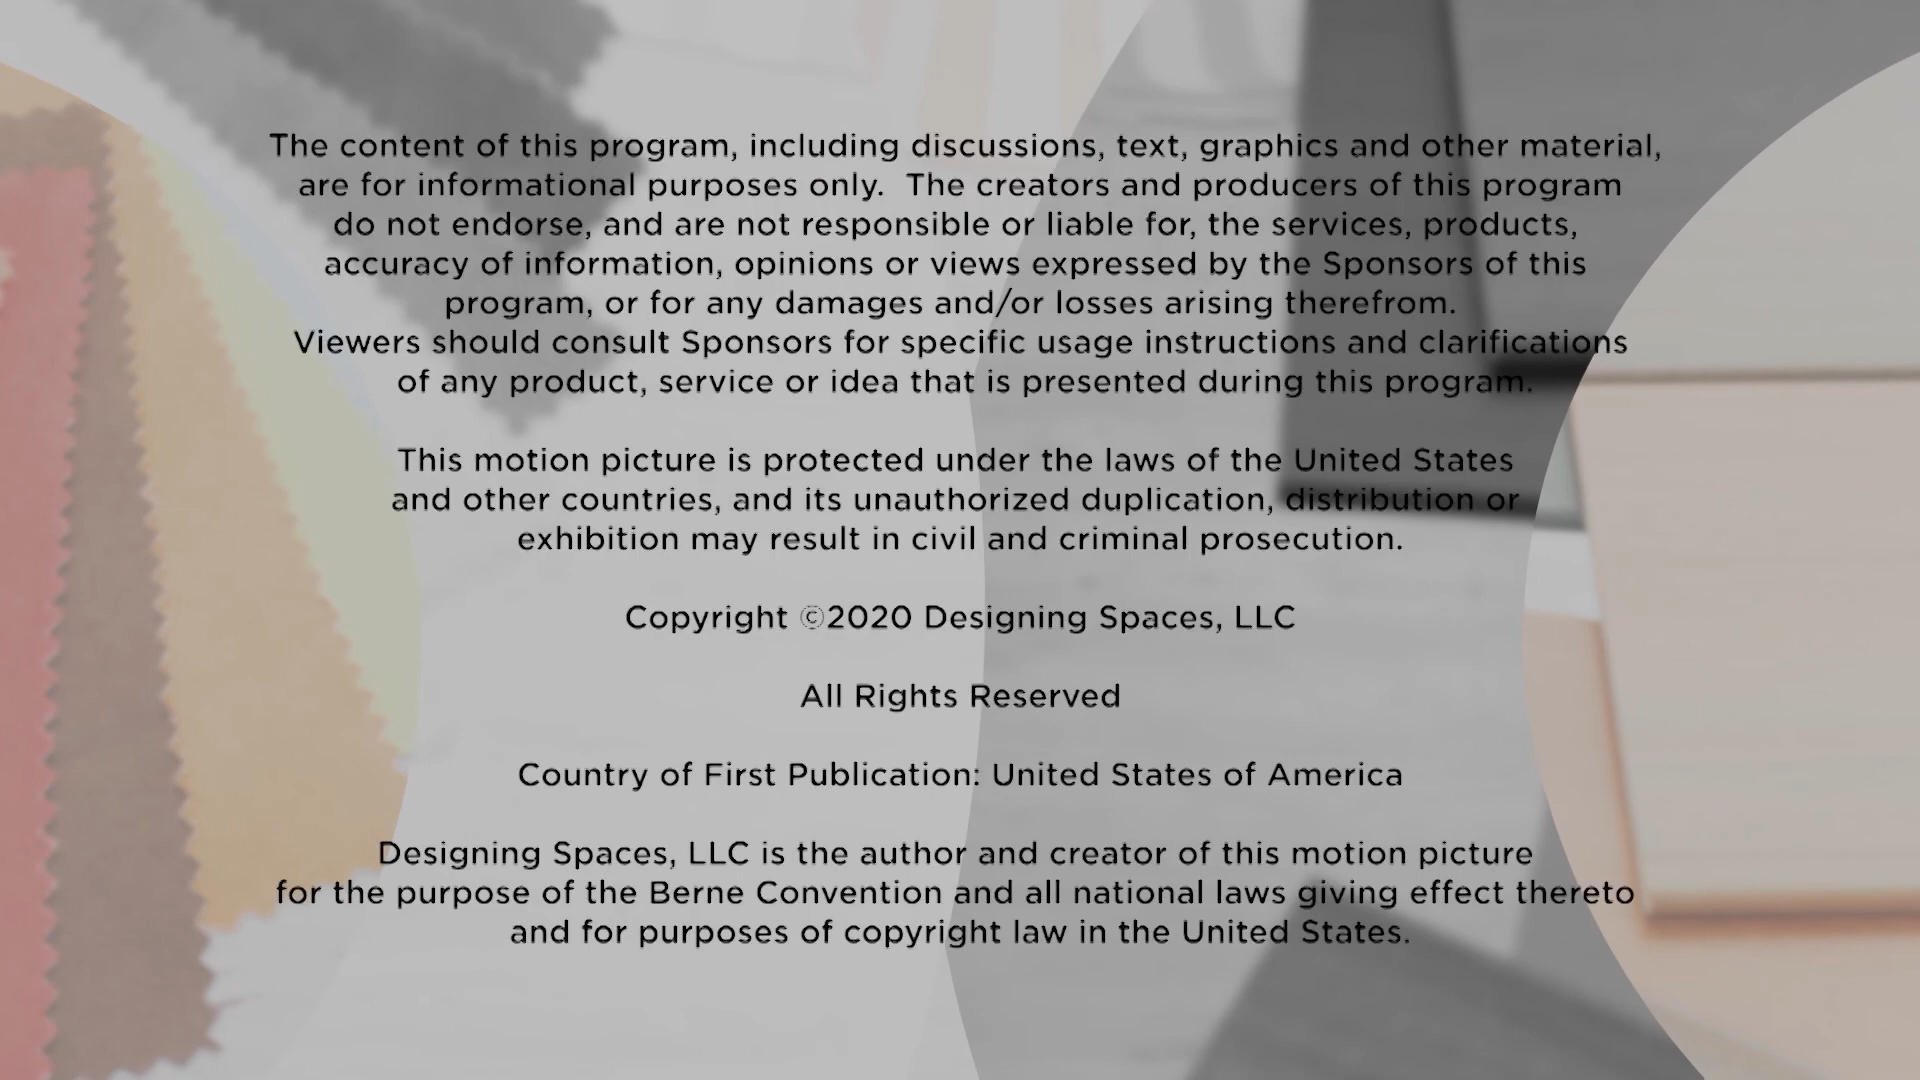 The content of this program, including discussions, text, graphics and other material,
are for informational purposes only.  The creators and producers of this program
do not endorse, and are not responsible or liable for, the services, products,
accuracy of information, opinions or views expressed by the Sponsors of this
program, or for any damages and/or losses arising therefrom.
Viewers should consult Sponsors for specific usage instructions and clarifications
of any product, service or idea that is presented during this program.
This motion picture is protected under the laws of the United States
and other countries, and its unauthorized duplication, distribution or
exhibition may result in civil and criminal prosecution.
Copyright ©2020 Designing Spaces, LLC
All Rights Reserved
Country of First Publication: United States of America
Designing Spaces, LLC is the author and creator of this motion picture
for the purpose of the Berne Convention and all national laws giving effect thereto
and for purposes of copyright law in the United States.